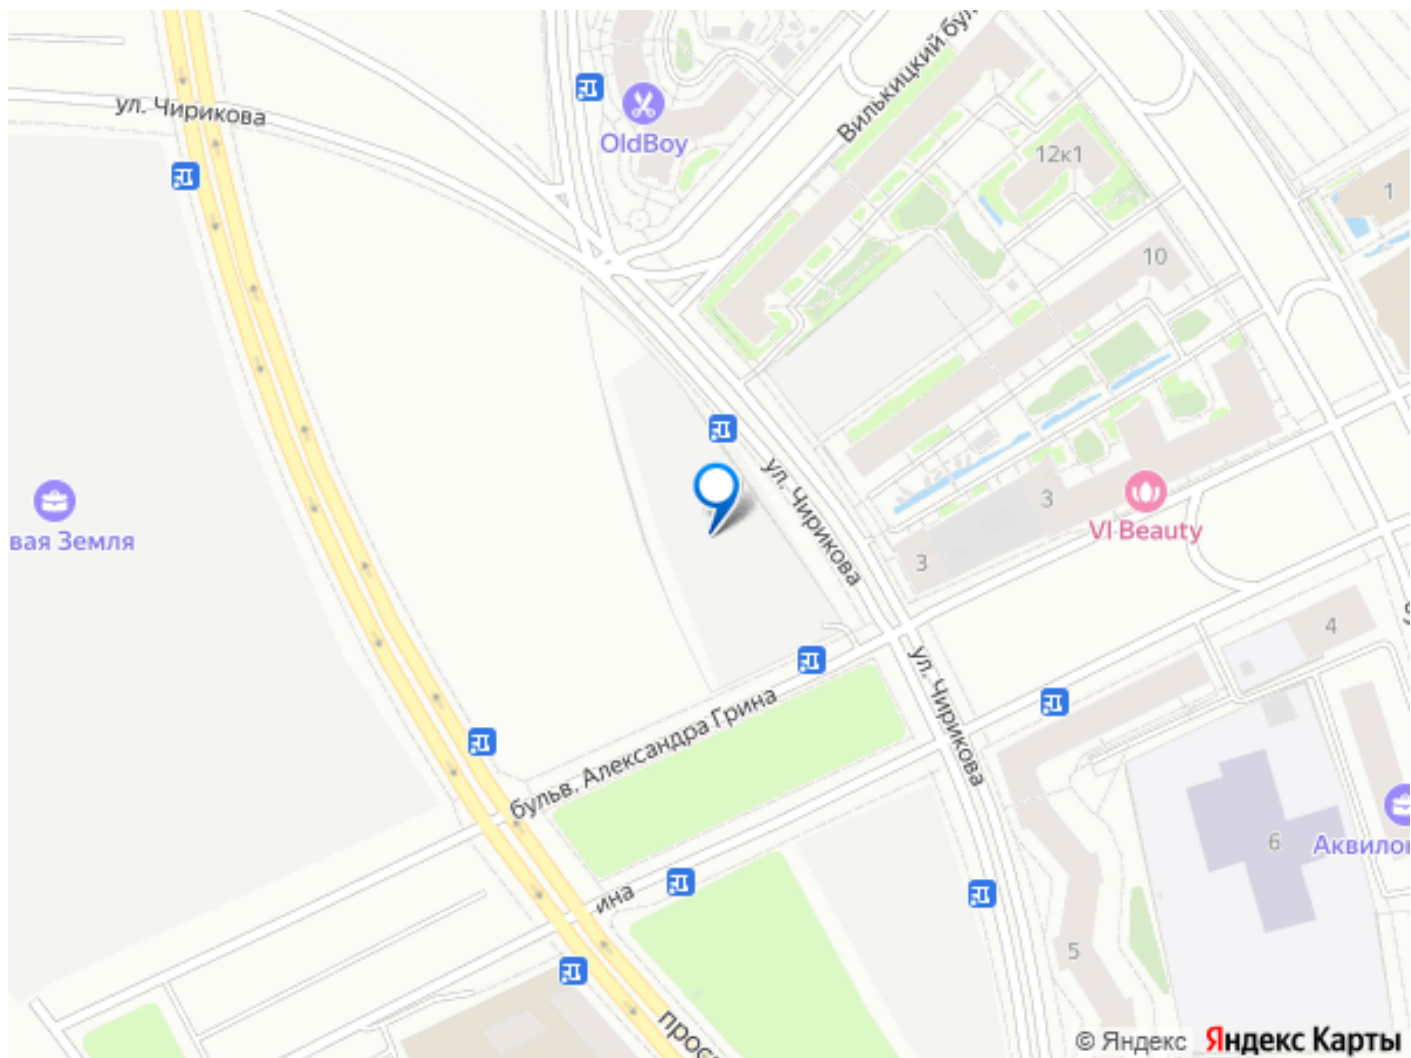 ул. Чирикова
OldBoy
Вилькицкий бул
12к1
1
10
вая Земля
ул. Чирикова
3
VI Beauty
3
4
ул. Чирикова
бульв. Александра Грина
6
Аквило
ина
5
прос
© Яндекс Яндекс Карты